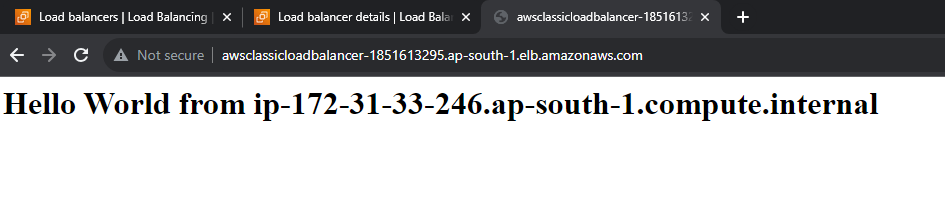 Load balancers | Load Balancing
Load balancer details | Load Bala
awsclassicloadbalancer-18516132
Not secure
awsclassicloadbalancer-1851613295.ap-south-1.elb.amazonaws.com
Hello World from ip-172-31-33-246.ap-south-1.compute.internal